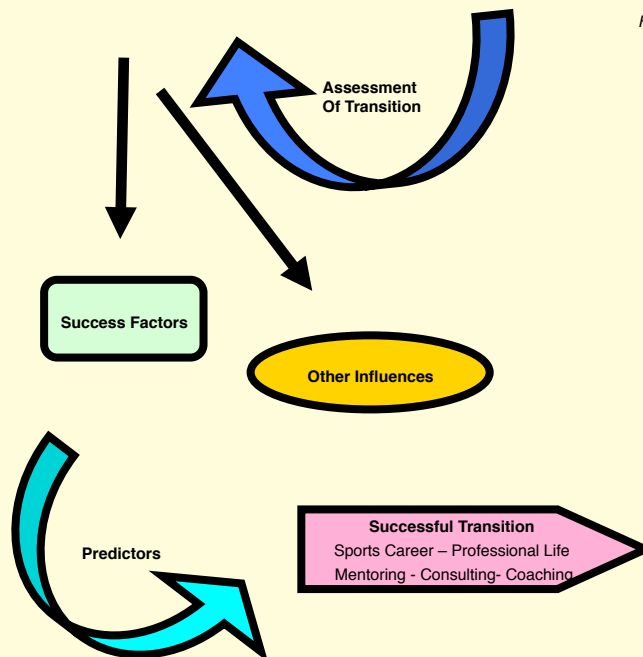 Assessment
Of Transition
Success Factors
Other Influences
Predictors
Successful Transition
Sports Career – Professional Life
Mentoring - Consulting- Coaching